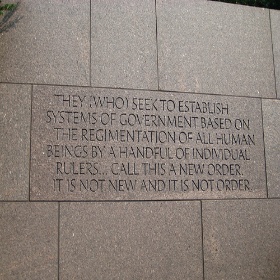 THEY (WHO) SEEK TO ESTABLISH
SYSTEMS OF GOVERNMENT BASED ON
THE REGIMENTATION OF ALL HUMAN
BEINGS BY A HANDFUL OF INDIVIDUAL
RULERS... CALL THIS A NEW ORDER.
IT IS NOT NEW AND IT IS NOT ORDER.